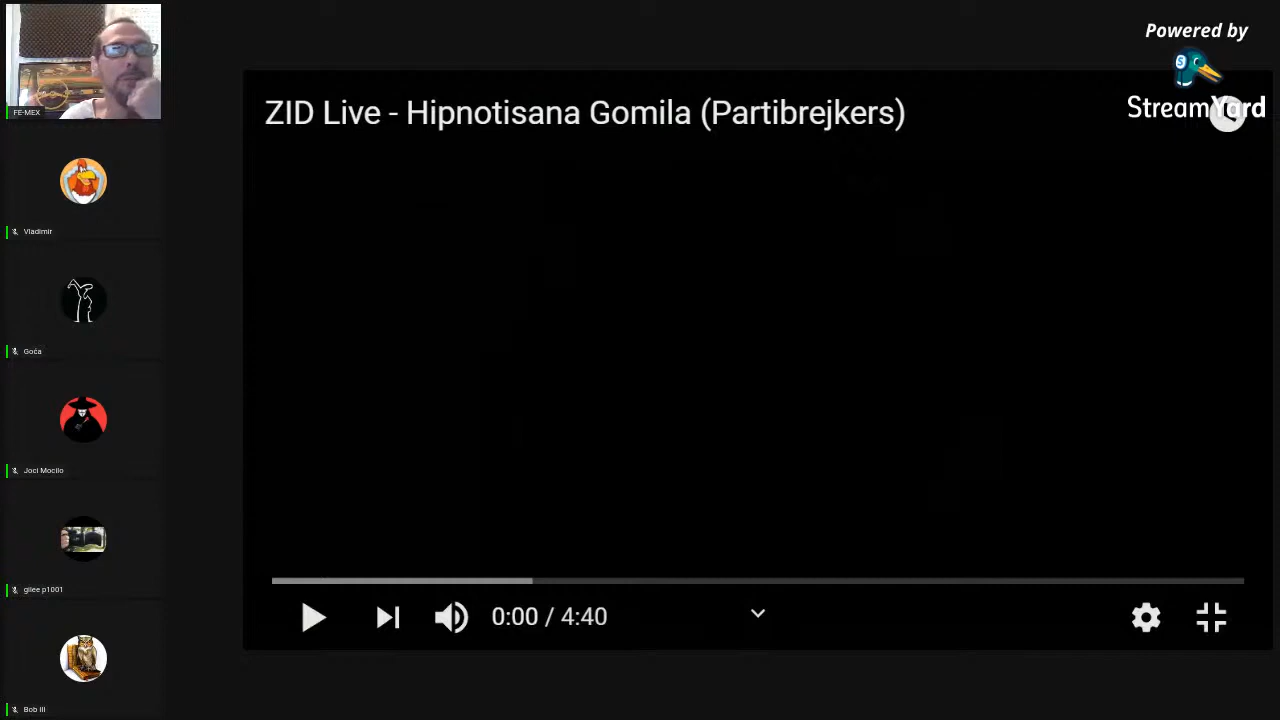 Powered by
StreamYard
ZID Live - Hipnotisana Gomila (Partibrejkers)
FE-MEX
Vladimir
Goća
Joci Mocilo
gilee p1001
Bob III
0:00 / 4:40